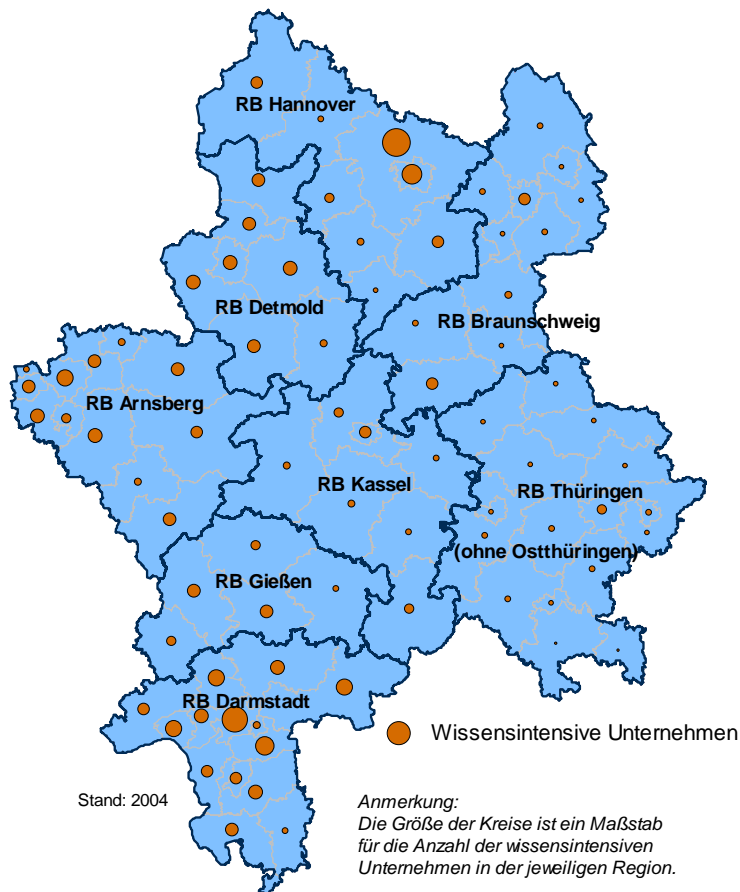 RB Hannover
RB Detmold
RB Braunschweig
RB Arnsberg
RB Kassel
RB Thüringen
(ohne Ostthüringen)
RB Gießen
RB Darmstadt
Wissensintensive Unternehmen
Stand: 2004
Anmerkung:
Die Größe der Kreise ist ein Maßstab
für die Anzahl der wissensintensiven
Unternehmen in der jeweiligen Region.